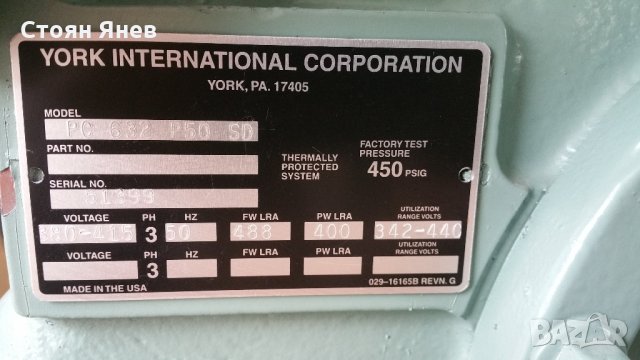 Стоян Янев
YORK INTERNATIONAL CORPORATION
YORK, PA. 17405
MODEL
PC 632 P50 SD
PART NO.
THERMALLY
PROTECTED
SYSTEM
FACTORY TEST
PRESSURE
450 PSIG
SERIAL NO.
61399
VOLTAGE PH HZ FW LRA PW LRA UTILIZATION RANGE VOLTS
380-415 3 50 488 400 342-440
VOLTAGE PH HZ FW LRA PW LRA UTILIZATION RANGE VOLTS
3
MADE IN THE USA
029-16165B REVN. G
BAZAR